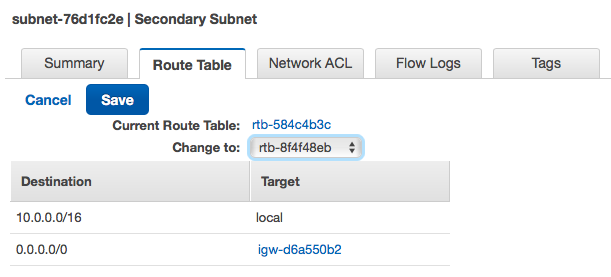 subnet-76d1fc2e | Secondary Subnet
Summary Route Table Network ACL Flow Logs Tags
Cancel Save
Current Route Table: rtb-584c4b3c
Change to: rtb-8f4f48eb
Destination Target
10.0.0.0/16 local
0.0.0.0/0 igw-d6a550b2